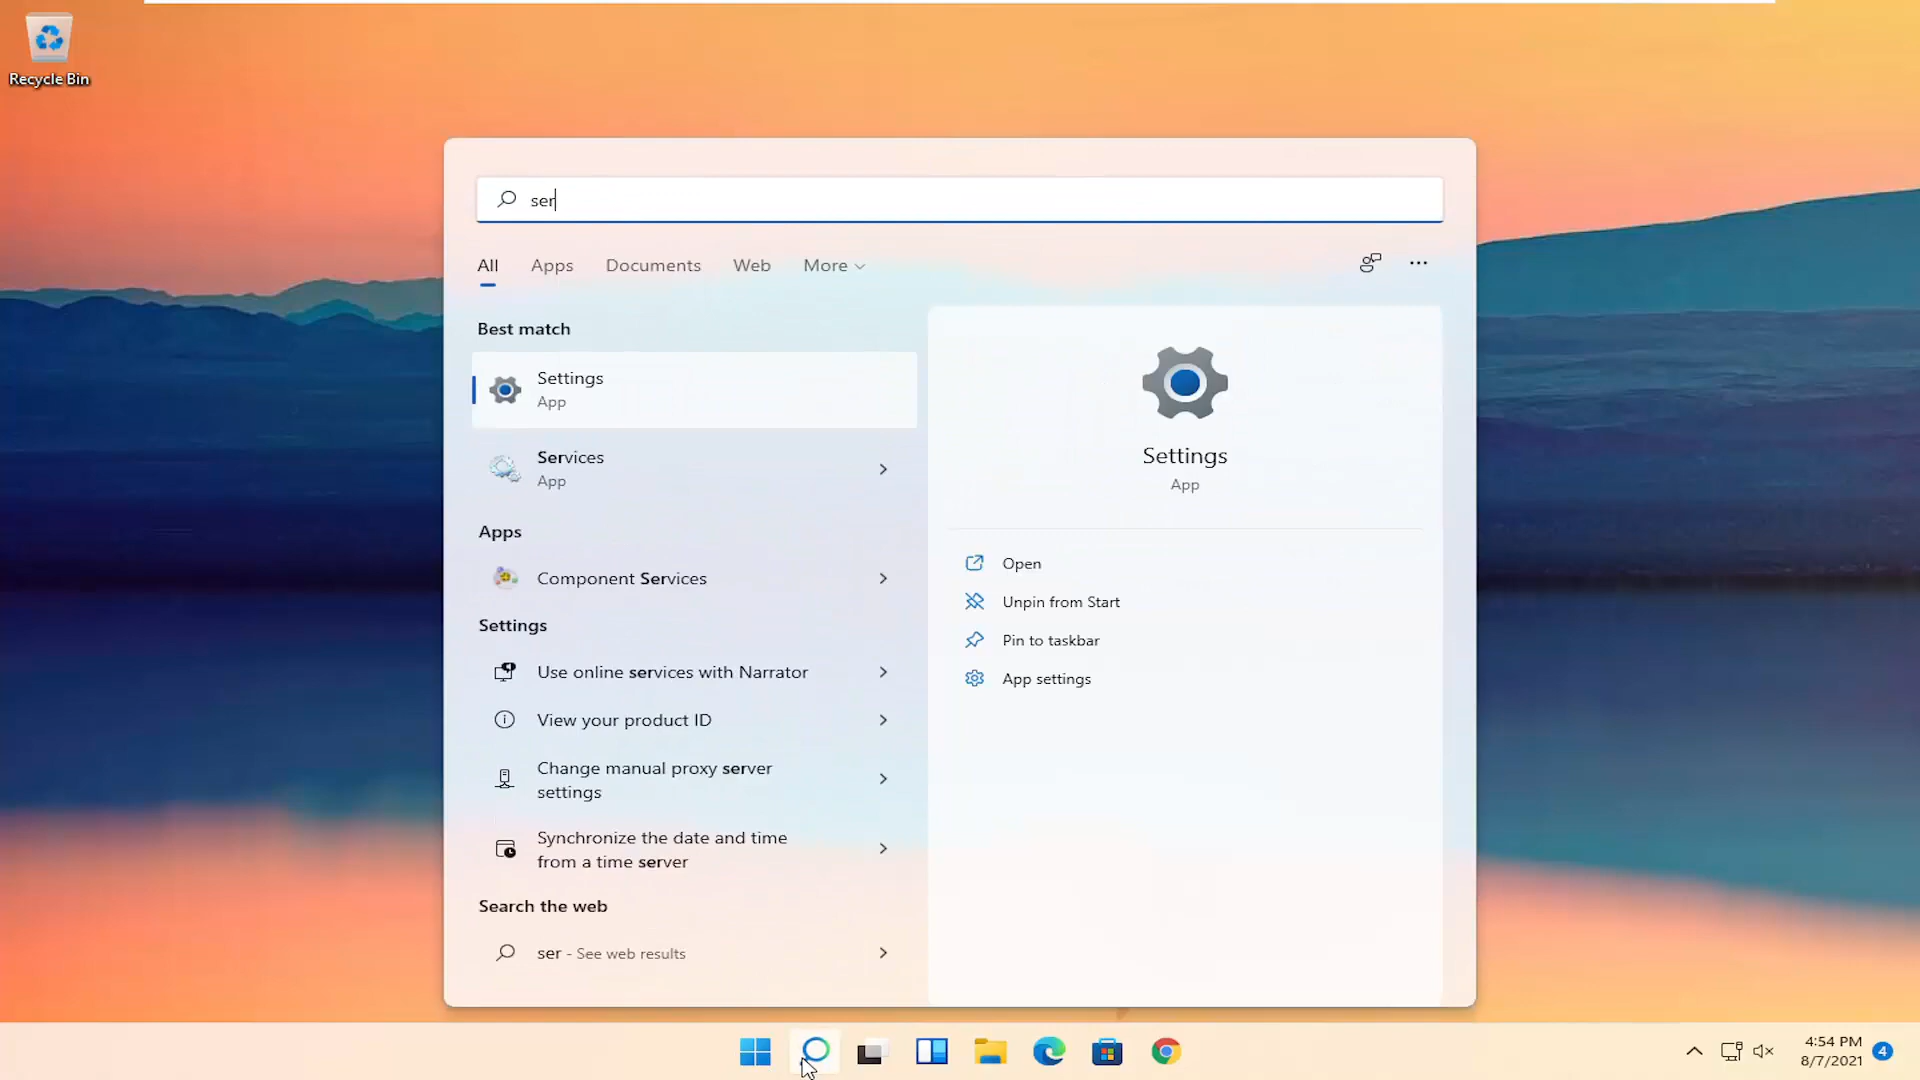 Recycle Bin
ser
All Apps Documents Web More
Best match
Settings
App
Services
App
Apps
Component Services
Settings
Use online services with Narrator
View your product ID
Change manual proxy server
settings
Synchronize the date and time
from a time server
Search the web
ser - See web results
Settings
App
Open
Unpin from Start
Pin to taskbar
App settings
4:54 PM
8/7/2021
4